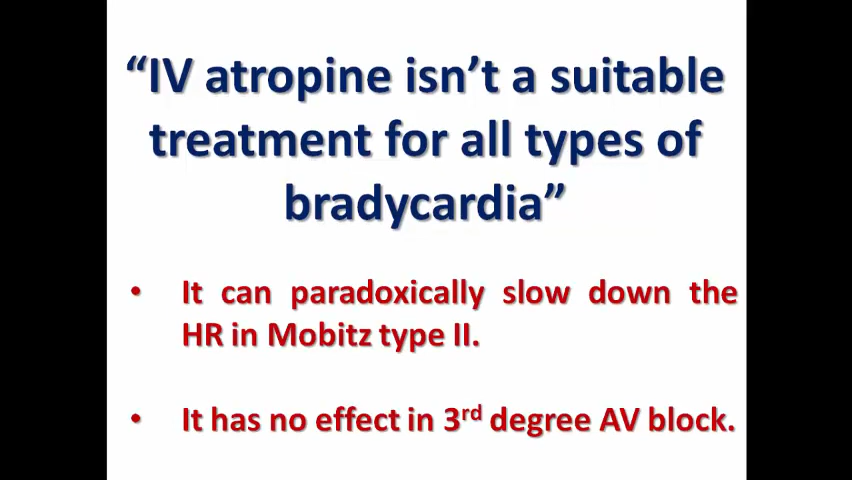 “IV atropine isn’t a suitable
treatment for all types of
bradycardia”
• It can paradoxically slow down the
HR in Mobitz type II.
• It has no effect in 3rd degree AV block.